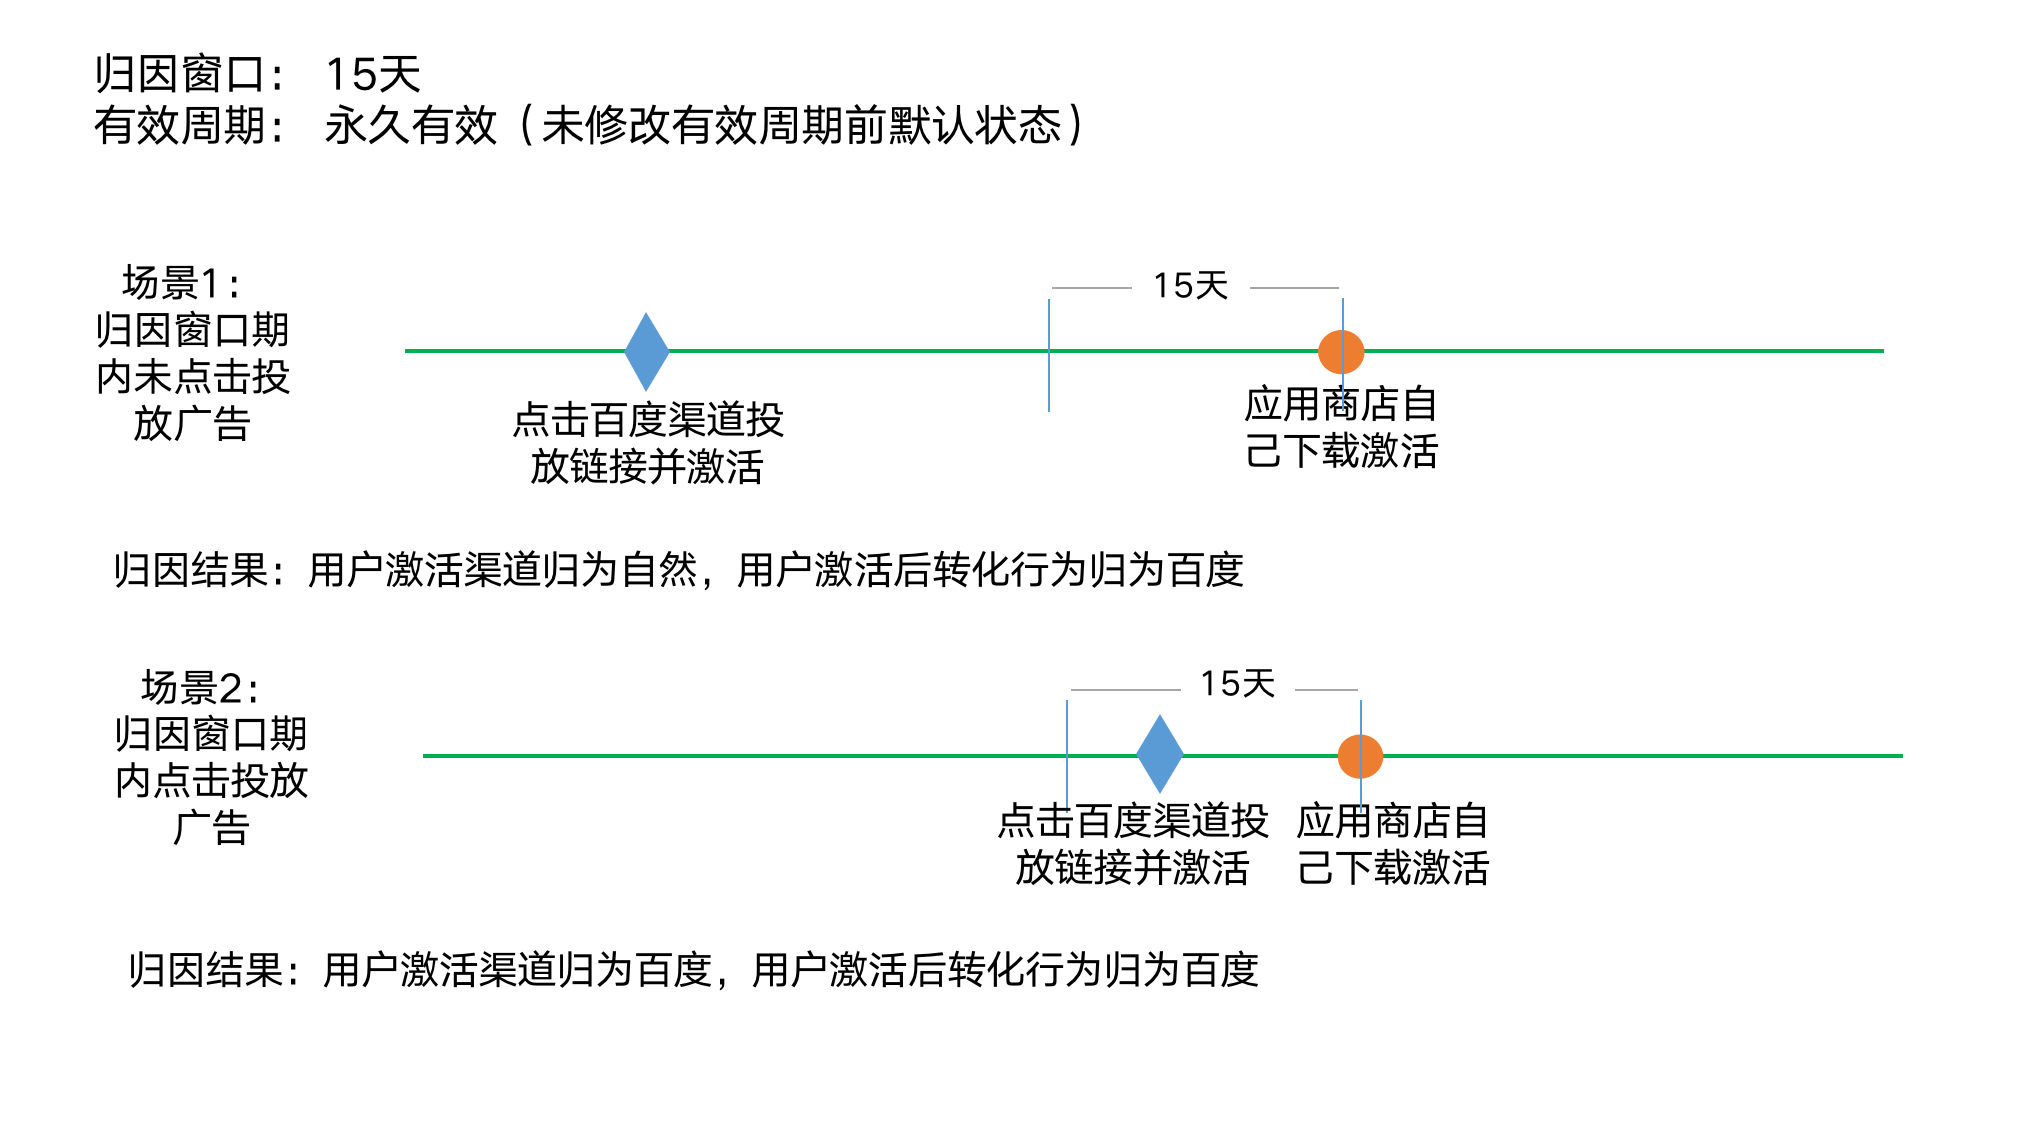 归因窗口： 15天
有效周期： 永久有效（未修改有效周期前默认状态）
场景1：
归因窗口期
内未点击投
放广告
15天
点击百度渠道投
放链接并激活
应用商店自
己下载激活
归因结果：用户激活渠道归为自然，用户激活后转化行为归为百度
场景2：
归因窗口期
内点击投放
广告
15天
点击百度渠道投
放链接并激活
应用商店自
己下载激活
归因结果：用户激活渠道归为百度，用户激活后转化行为归为百度